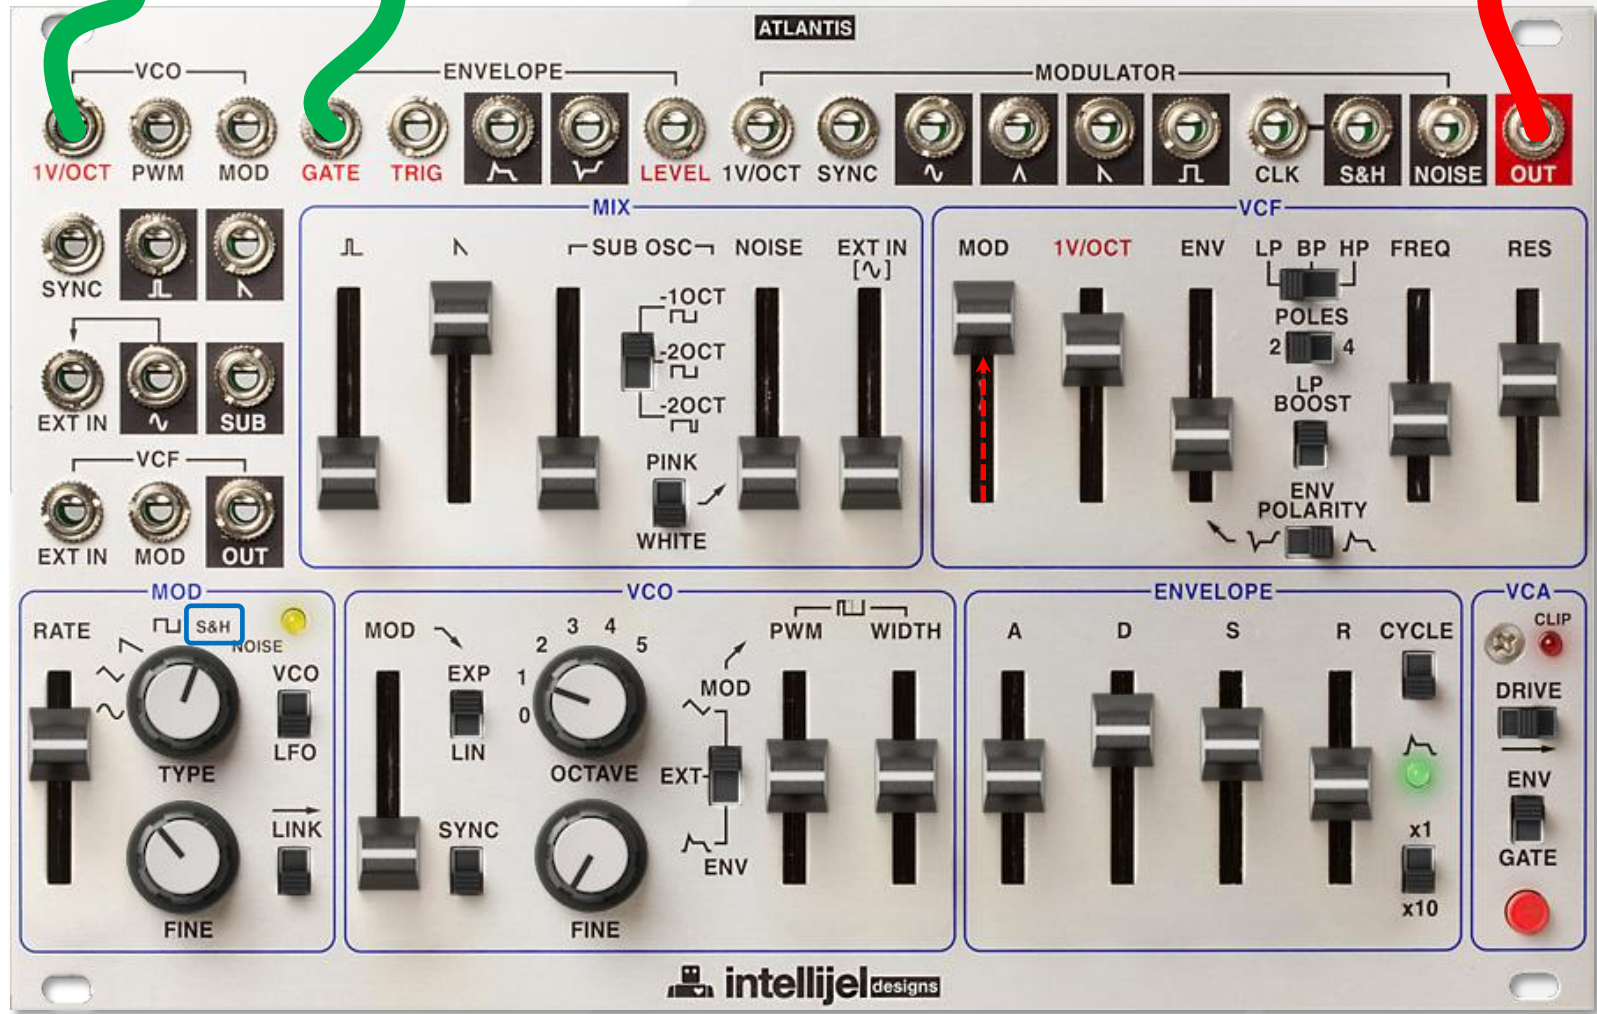 ATLANTIS
VCO ENVELOPE MODULATOR
1V/OCT PWM MOD GATE TRIG LEVEL 1V/OCT SYNC CLK S&H NOISE OUT
MIX VCF
SUB OSC NOISE EXT IN MOD 1V/OCT ENV LP BP HP FREQ RES
[∿]
SYNC
-1OCT
POLES
-2OCT 2 4
LP
BOOST
-2OCT
EXT IN SUB
VCF
PINK
ENV
POLARITY
WHITE
EXT IN MOD OUT
MOD VCO ENVELOPE VCA
RATE S&H MOD PWM WIDTH A D S R CYCLE CLIP
NOISE
2 3 4 5
VCO EXP 1 MOD DRIVE
0
LFO LIN
TYPE OCTAVE EXT ENV
LINK SYNC x1
ENV GATE
x10
FINE FINE
intellijel designs